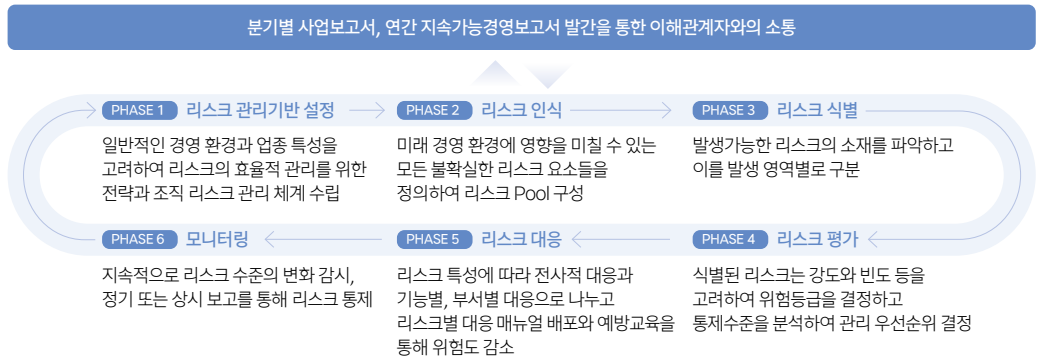 분기별 사업보고서, 연간 지속가능경영보고서 발간을 통한 이해관계자와의 소통
PHASE 1 리스크 관리기반 설정
일반적인 경영 환경과 업종 특성을
고려하여 리스크의 효율적 관리를 위한
전략과 조직 리스크 관리 체계 수립
PHASE 2 리스크 인식
미래 경영 환경에 영향을 미칠 수 있는
모든 불확실한 리스크 요소들을
정의하여 리스크 Pool 구성
PHASE 3 리스크 식별
발생가능한 리스크의 소재를 파악하고
이를 발생 영역별로 구분
PHASE 4 리스크 평가
식별된 리스크는 강도와 빈도 등을
고려하여 위험등급을 결정하고
통제수준을 분석하여 관리 우선순위 결정
PHASE 5 리스크 대응
리스크 특성에 따라 전사적 대응과
기능별, 부서별 대응으로 나누고
리스크별 대응 매뉴얼 배포와 예방교육을
통해 위험도 감소
PHASE 6 모니터링
지속적으로 리스크 수준의 변화 감시,
정기 또는 상시 보고를 통해 리스크 통제